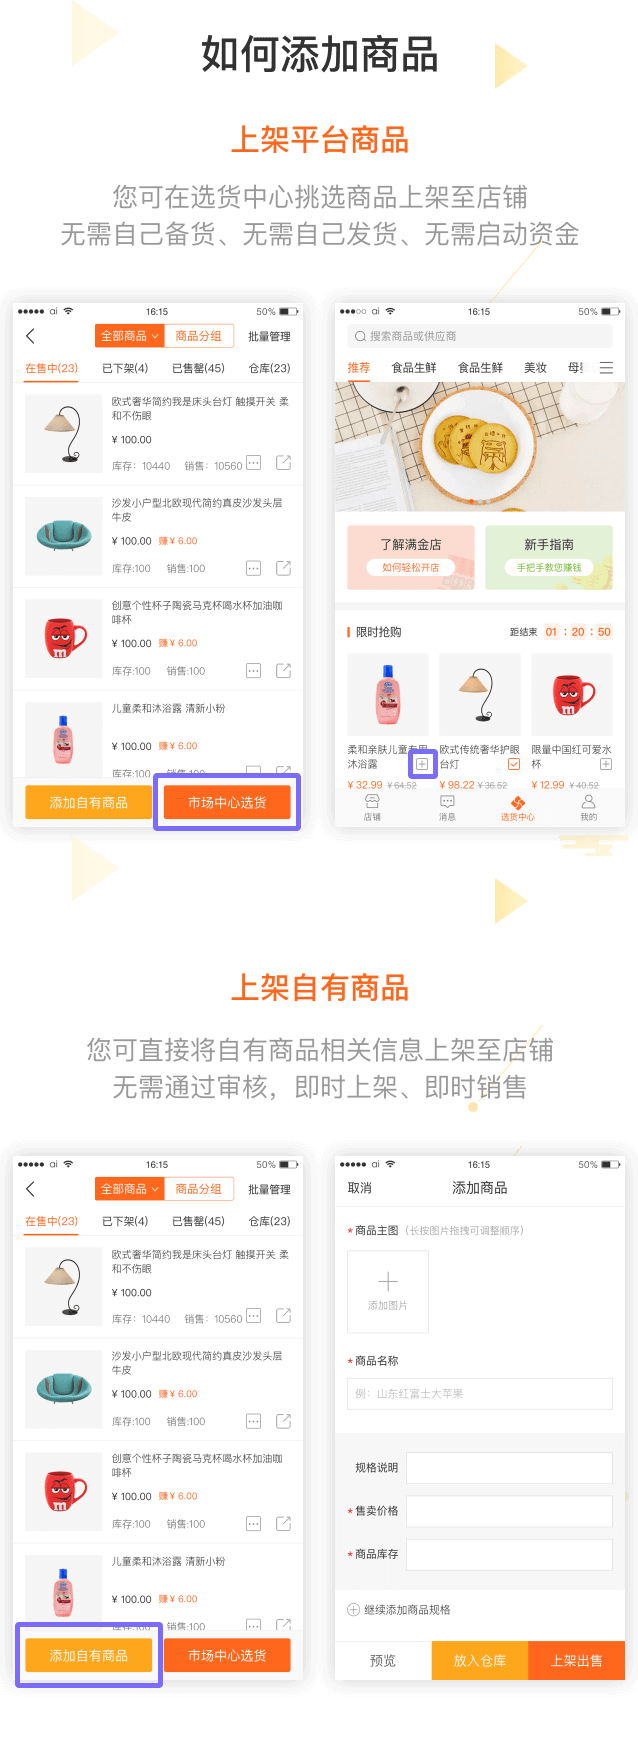 如何添加商品
上架平台商品
您可在选货中心挑选商品上架至店铺
无需自己备货、无需自己发货、无需启动资金
ai 16:15 50%
全部商品 商品分组 批量管理
在售中(23) 已下架(4) 已售罄(45) 仓库(23)
欧式奢华简约我是床头台灯 触摸开关 柔
和不伤眼
¥ 100.00
库存：10440 销售：10560
沙发小户型北欧现代简约真皮沙发头层
牛皮
¥ 100.00 赚¥ 6.00
库存:100 销售:100
创意个性杯子陶瓷马克杯喝水杯加油咖
啡杯
¥ 100.00 赚¥ 6.00
库存:100 销售:100
儿童柔和沐浴露 清新小粉
¥ 100.00 赚¥ 6.00
库存:100 销售:100
添加自有商品 市场中心选货
ai 16:15 50%
搜索商品或供应商
推荐 食品生鲜 食品生鲜 美妆 母婴
了解满金店 新手指南
如何轻松开店 手把手教您赚钱
限时抢购 距结束 01 : 20 : 50
柔和亲肤儿童专用 欧式传统奢华护眼 限量中国红可爱水
沐浴露 台灯 杯
¥ 32.99 ¥ 64.52 ¥ 98.22 ¥ 36.52 ¥ 12.99 ¥ 40.52
店铺 消息 选货中心 我的
上架自有商品
您可直接将自有商品相关信息上架至店铺
无需通过审核，即时上架、即时销售
ai 16:15 50%
全部商品 商品分组 批量管理
在售中(23) 已下架(4) 已售罄(45) 仓库(23)
欧式奢华简约我是床头台灯 触摸开关 柔
和不伤眼
¥ 100.00
库存：10440 销售：10560
沙发小户型北欧现代简约真皮沙发头层
牛皮
¥ 100.00 赚¥ 6.00
库存:100 销售:100
创意个性杯子陶瓷马克杯喝水杯加油咖
啡杯
¥ 100.00 赚¥ 6.00
库存:100 销售:100
儿童柔和沐浴露 清新小粉
¥ 100.00 赚¥ 6.00
库存:100 销售:100
添加自有商品 市场中心选货
ai 16:15 50%
取消 添加商品
* 商品主图（长按图片拖拽可调整顺序）
添加图片
* 商品名称
例：山东红富士大苹果
规格说明
* 售卖价格
* 商品库存
继续添加商品规格
预览 放入仓库 上架出售